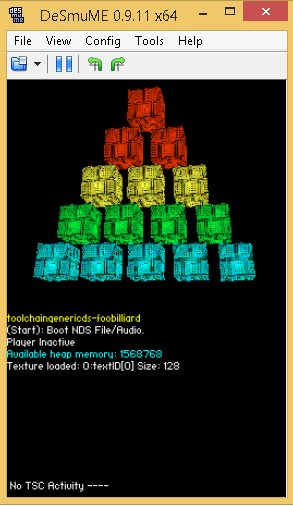 DeSmuME 0.9.11 x64
File View Config Tools Help
toolchaingenericds-foobilliard
(Start): Boot NDS File/Audio.
Player Inactive
Available heap memory: 1568768
Texture loaded: 0:textID[0] Size: 128
No TSC Activity ----